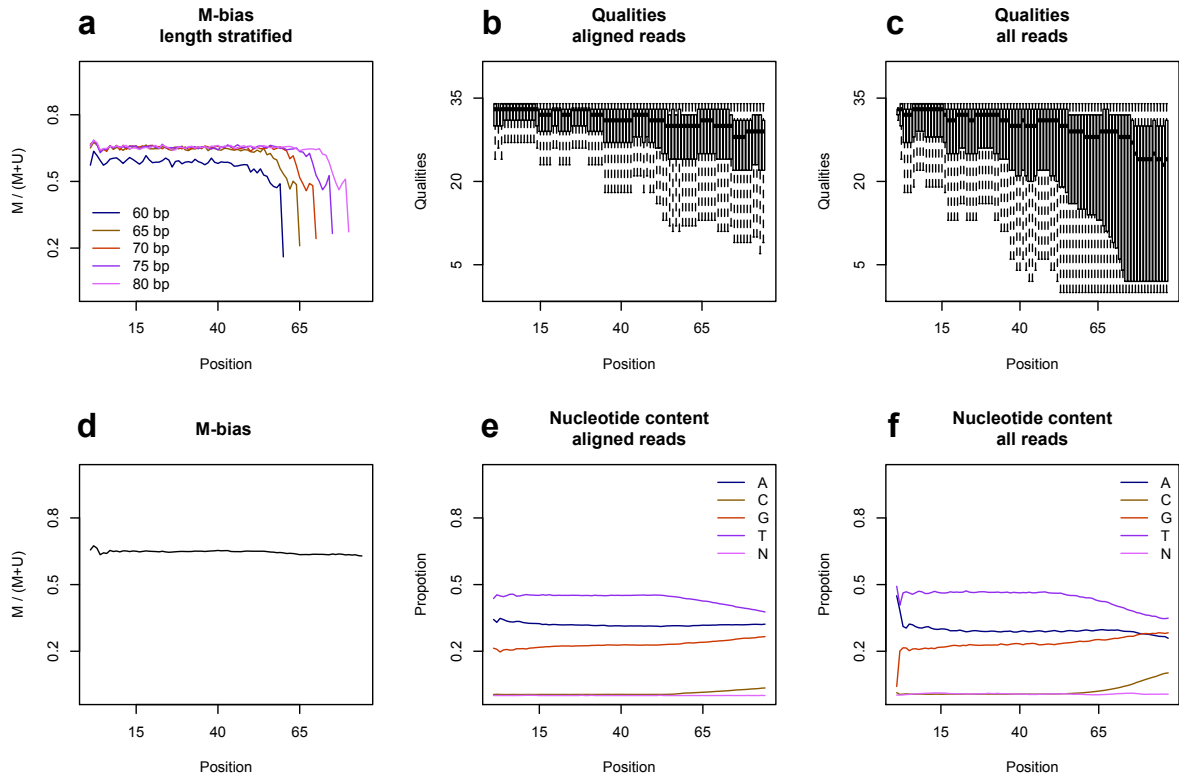 a
M-bias
length stratified
M / (M+U)
0.8
0.5
0.2
60 bp
65 bp
70 bp
75 bp
80 bp
15
40
65
Position
b
Qualities
aligned reads
Qualities
35
20
5
15
40
65
Position
c
Qualities
all reads
Qualities
35
20
5
15
40
65
Position
d
M-bias
M / (M+U)
0.8
0.5
0.2
15
40
65
Position
e
Nucleotide content
aligned reads
Propotion
0.8
0.5
0.2
A
C
G
T
N
15
40
65
Position
f
Nucleotide content
all reads
Propotion
0.8
0.5
0.2
A
C
G
T
N
15
40
65
Position